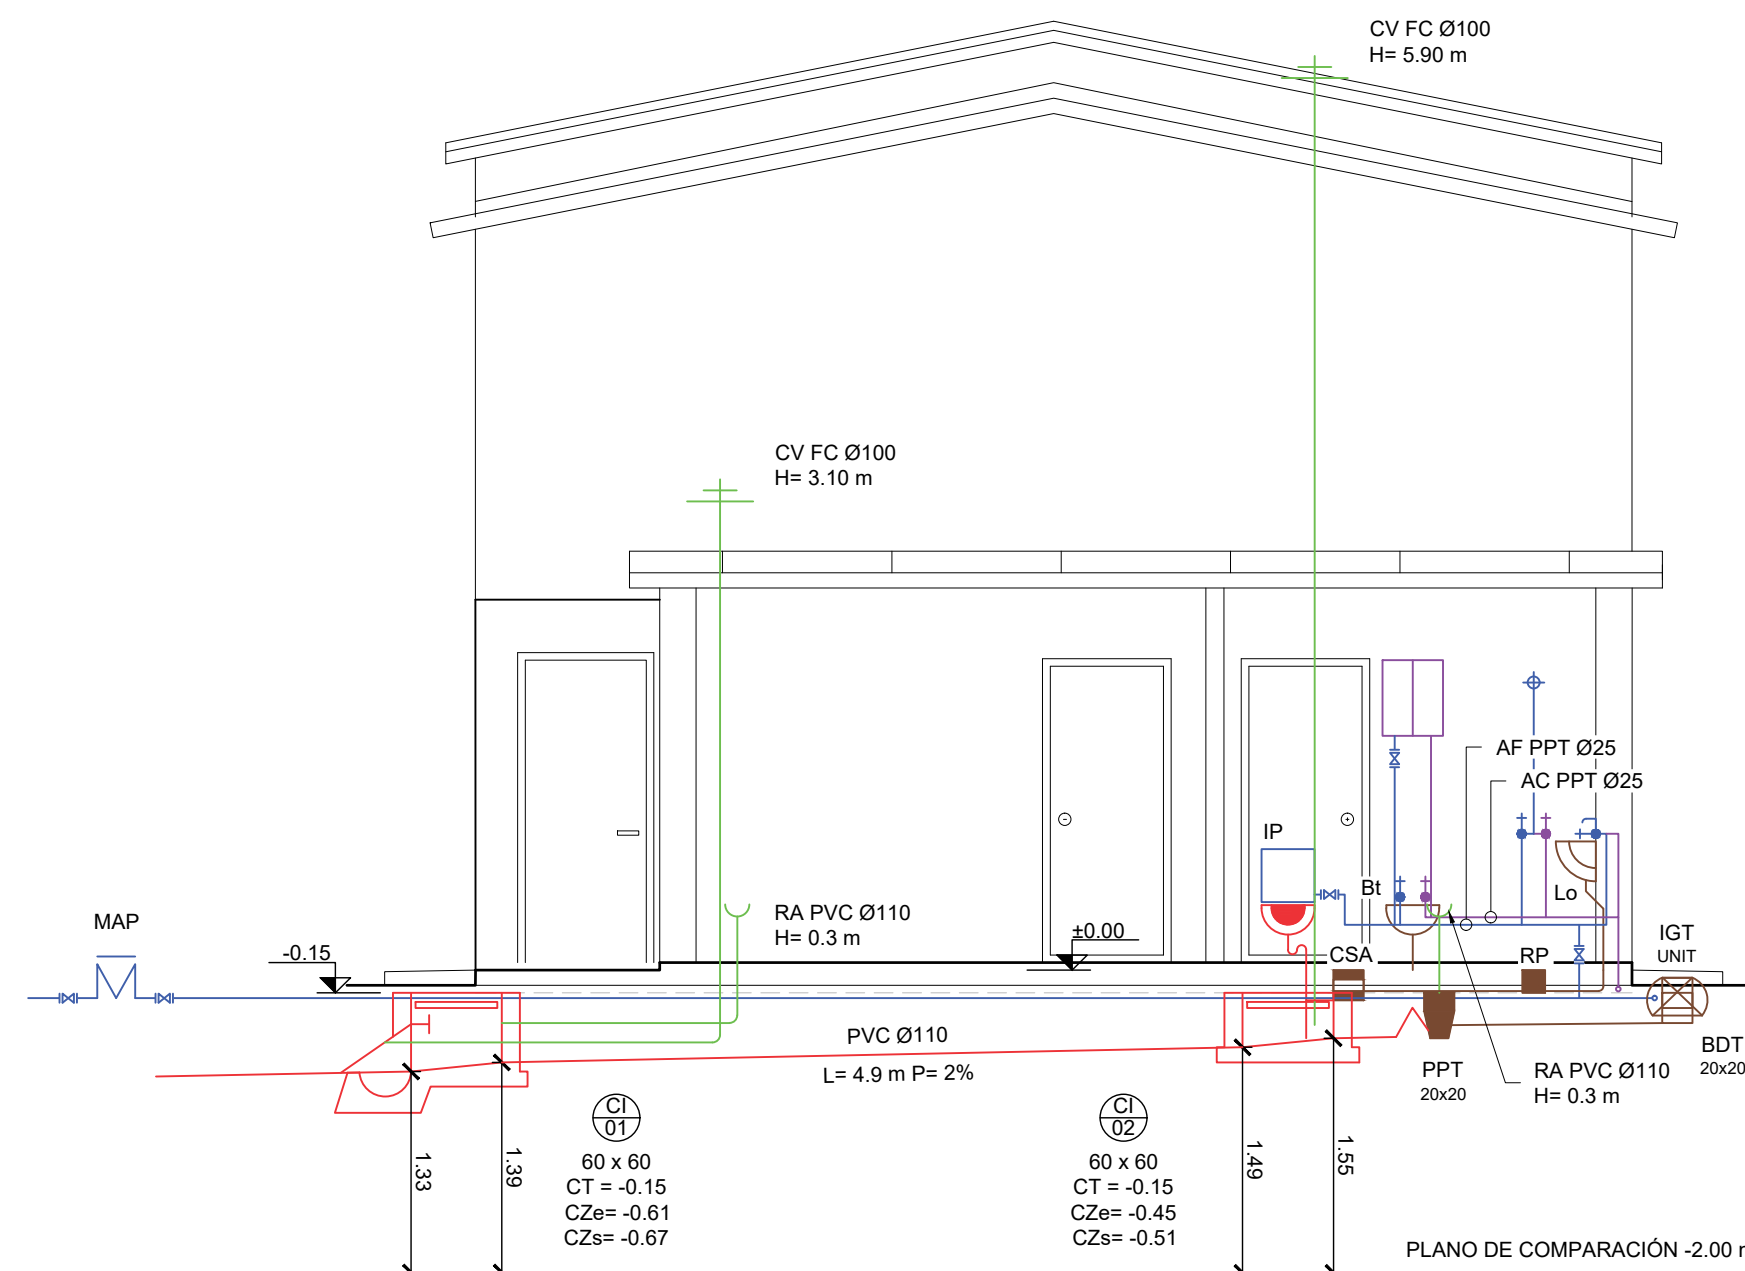 CV FC Ø100
H= 5.90 m
CV FC Ø100
H= 3.10 m
AF PPT Ø25
AC PPT Ø25
IP
Bt
Lo
MAP
RA PVC Ø110
H= 0.3 m
-0.15
±0.00
CSA
RP
IGT
UNIT
PVC Ø110
L= 4.9 m P= 2%
PPT
20x20
RA PVC Ø110
H= 0.3 m
BDT
20x20
CI
01
60 x 60
CT = -0.15
CZe= -0.61
CZs= -0.67
CI
02
60 x 60
CT = -0.15
CZe= -0.45
CZs= -0.51
1.33
1.39
1.49
1.55
PLANO DE COMPARACIÓN -2.00